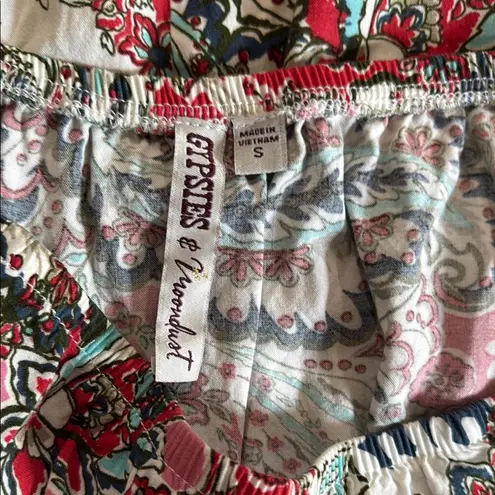 GYPSIES
& Moondust
MADE IN
VIETNAM
S